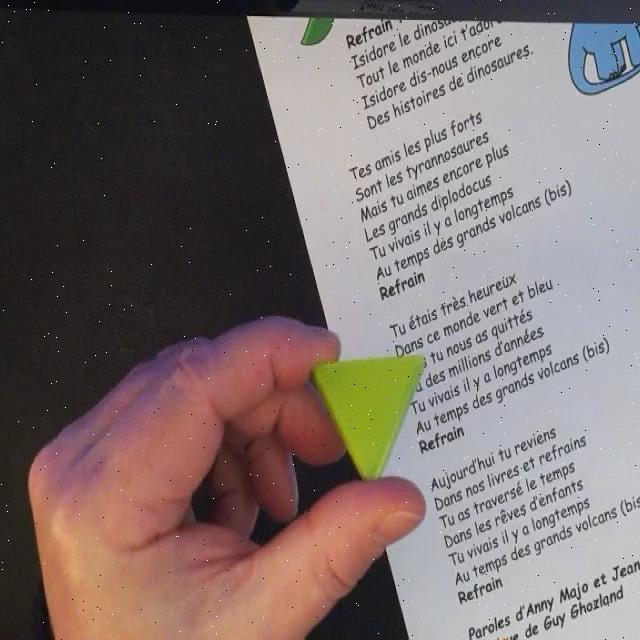 Refrain
Isidore le dinosau
Tout le monde ici t'ador
Isidore dis-nous encore
Des histoires de dinosaures.
Tes amis les plus forts
Sont les tyrannosaures
Mais tu aimes encore plus
Les grands diplodocus
Tu vivais il y a longtemps
Au temps des grands volcans (bis)
Refrain
Tu étais très heureux
Dans ce monde vert et bleu
tu nous as quittés
des millions d'années
Tu vivais il y a longtemps
Au temps des grands volcans (bis)
Refrain
Aujourd'hui tu reviens
Dans nos livres et refrains
Tu as traversé le temps
Dans les rêves d'enfants
Tu vivais il y a longtemps
Au temps des grands volcans (bis
Refrain
Paroles d'Anny Majo et Jean
de Guy Ghozland